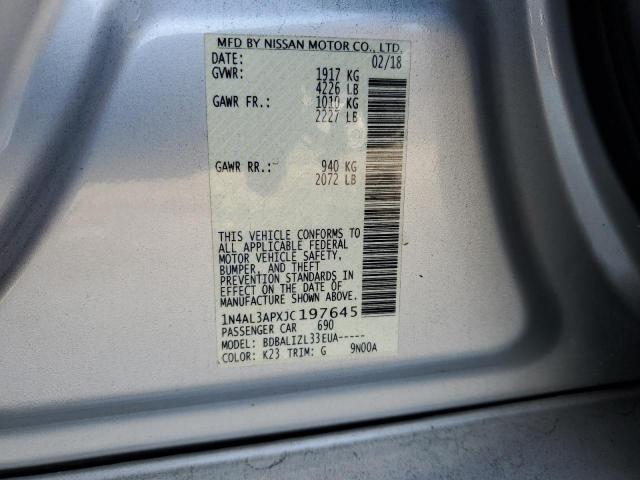 MFD BY NISSAN MOTOR CO., LTD.
DATE: 02/18
GVWR: 1917 KG
4226 LB
GAWR FR.: 1010 KG
2227 LB
GAWR RR.: 940 KG
2072 LB
THIS VEHICLE CONFORMS TO
ALL APPLICABLE FEDERAL
MOTOR VEHICLE SAFETY,
BUMPER, AND THEFT
PREVENTION STANDARDS IN
EFFECT ON THE DATE OF
MANUFACTURE SHOWN ABOVE.
1N4AL3APXJC197645
PASSENGER CAR 690
MODEL: BDBALIZL33EUA-----
COLOR: K23 TRIM: G 9N00A